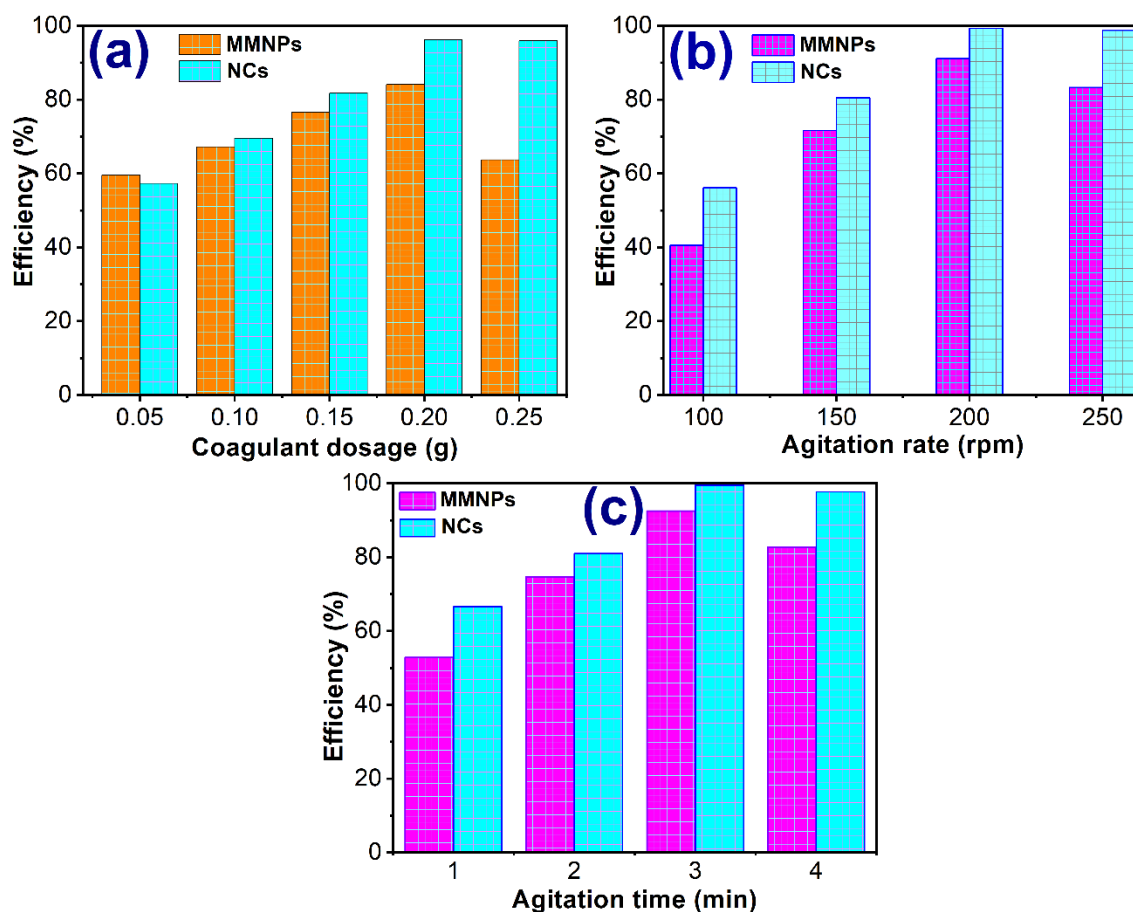 (a)
MMNPs
NCs
Efficiency (%)
100
80
60
40
20
0
0.05 0.10 0.15 0.20 0.25
Coagulant dosage (g)
(b)
MMNPs
NCs
Efficiency (%)
100
80
60
40
20
0
100 150 200 250
Agitation rate (rpm)
(c)
MMNPs
NCs
Efficiency (%)
100
80
60
40
20
0
1 2 3 4
Agitation time (min)